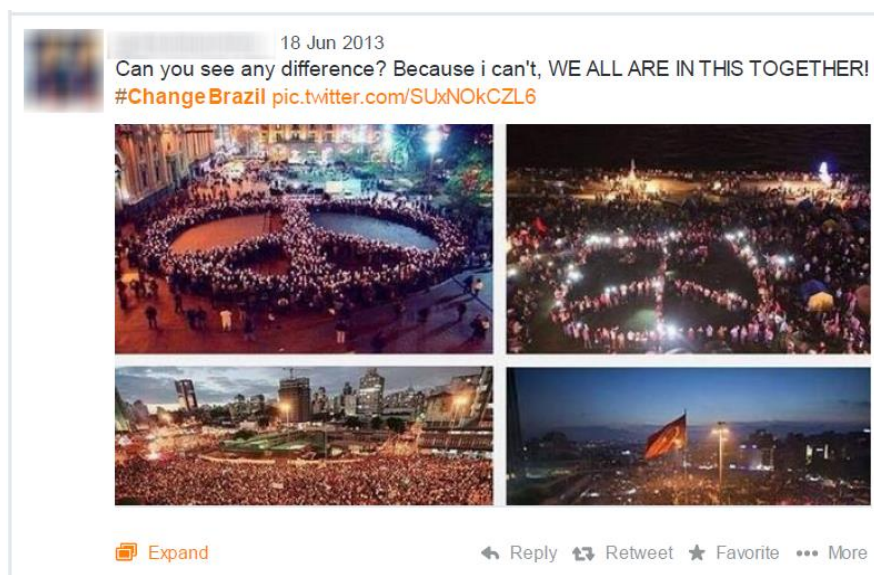 18 Jun 2013
Can you see any difference? Because i can't, WE ALL ARE IN THIS TOGETHER!
#ChangeBrazil pic.twitter.com/SUxNOkCZL6
Expand Reply Retweet Favorite More